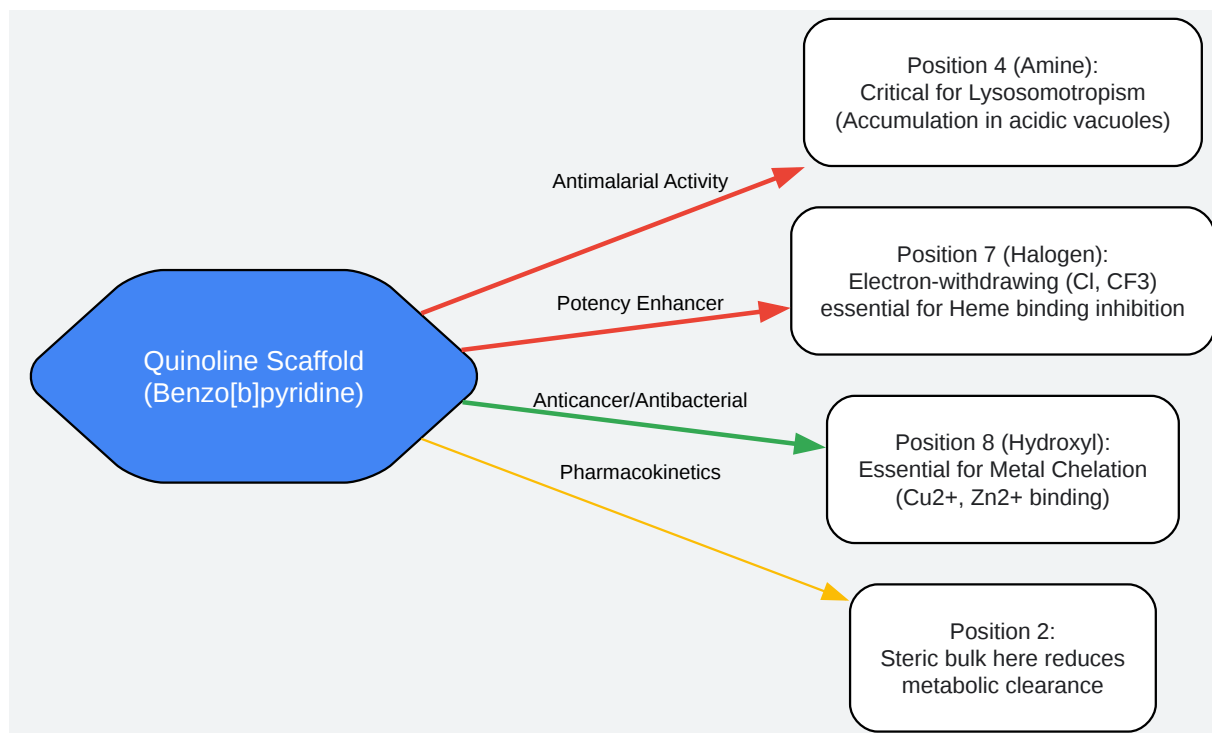 Position 4 (Amine):
Critical for Lysosomotropism
(Accumulation in acidic vacuoles)
Antimalarial Activity
Position 7 (Halogen):
Electron-withdrawing (Cl, CF3)
essential for Heme binding inhibition
Potency Enhancer
Quinoline Scaffold
(Benzo[b]pyridine)
Anticancer/Antibacterial
Position 8 (Hydroxyl):
Essential for Metal Chelation
(Cu2+, Zn2+ binding)
Pharmacokinetics
Position 2:
Steric bulk here reduces
metabolic clearance